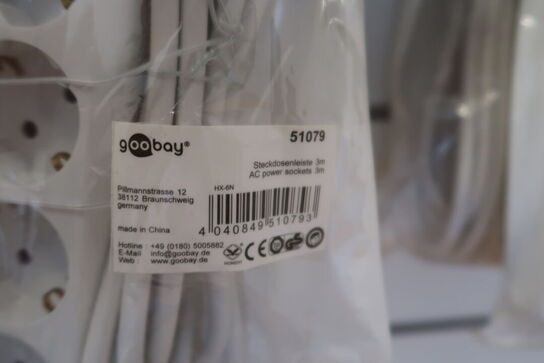 goobay®
51079
Steckdosenleiste 3m
AC power sockets 3m
HX-6N
Pillmannstrasse 12
38112 Braunschweig
germany
made in China
4 040849 510793
Hotline : +49 (0180) 5005882
E-Mail : info@goobay.de
Web : www.goobay.de
CE